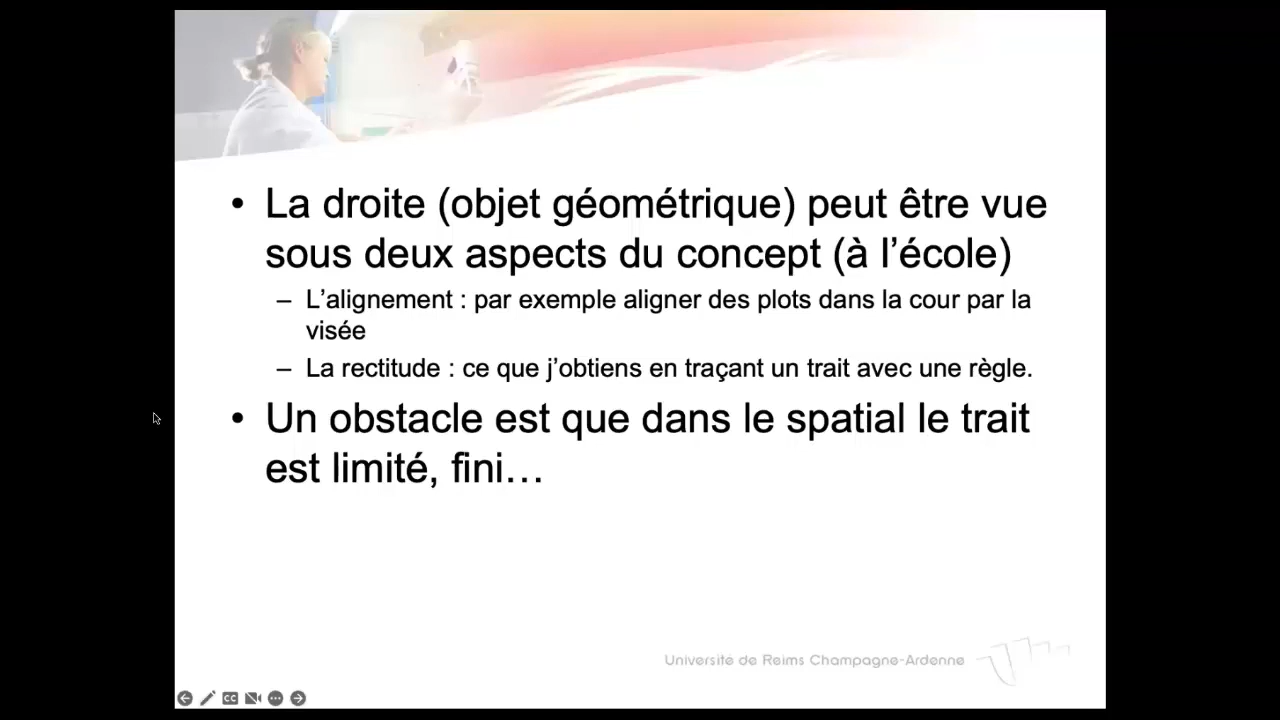 • La droite (objet géométrique) peut être vue
sous deux aspects du concept (à l’école)
– L’alignement : par exemple aligner des plots dans la cour par la
visée
– La rectitude : ce que j’obtiens en traçant un trait avec une règle.
• Un obstacle est que dans le spatial le trait
est limité, fini…
Université de Reims Champagne-Ardenne
CC